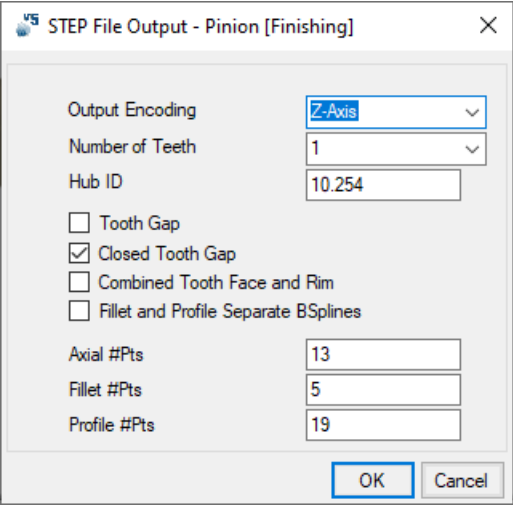 STEP File Output - Pinion [Finishing]
Output Encoding Z-Axis
Number of Teeth 1
Hub ID 10.254
Tooth Gap
Closed Tooth Gap
Combined Tooth Face and Rim
Fillet and Profile Separate BSplines
Axial #Pts 13
Fillet #Pts 5
Profile #Pts 19
OK Cancel